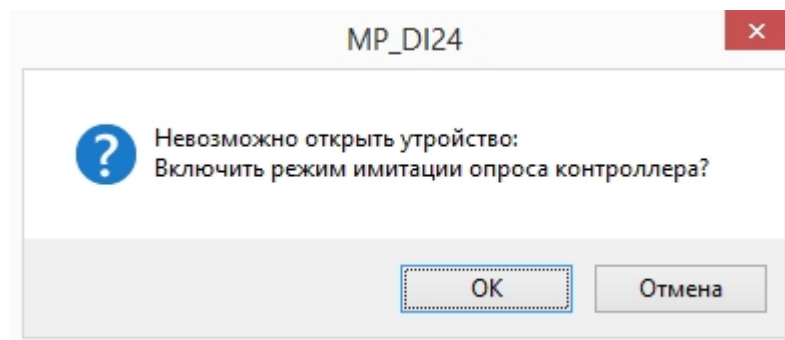 MP_DI24
Невозможно открыть утройство:
Включить режим имитации опроса контроллера?
OK
Отмена